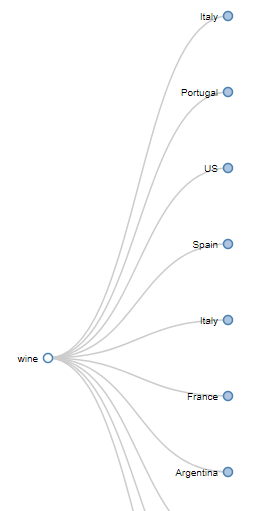 Italy
Portugal
US
Spain
Italy
wine
France
Argentina